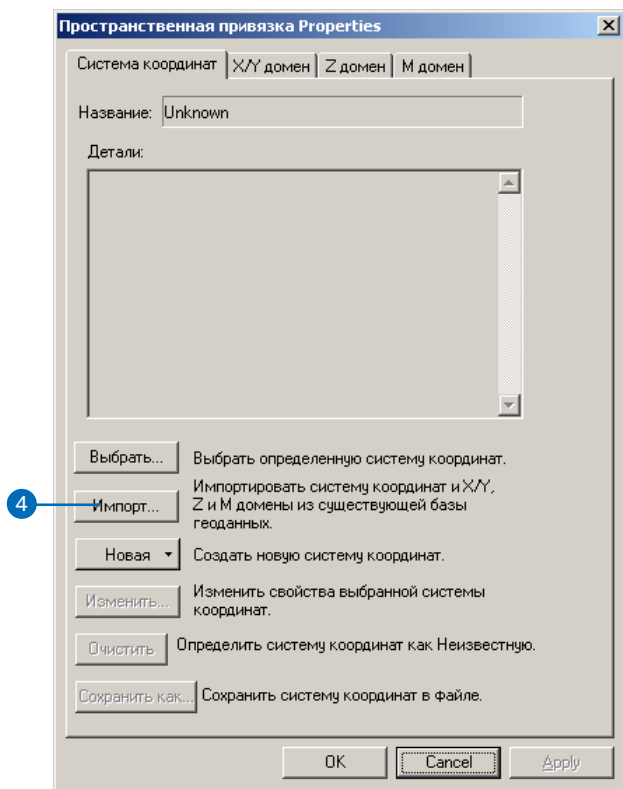 Пространственная привязка Properties
Система координат X/Y домен Z домен M домен
Название: Unknown
Детали:
Выбрать... Выбрать определенную систему координат.
Импортировать систему координат и X/Y,
4 Импорт... Z и M домены из существующей базы
геоданных.
Новая Создать новую систему координат.
Изменить... Изменить свойства выбранной системы
координат.
Очистить Определить систему координат как Неизвестную.
Сохранить как... Сохранить систему координат в файле.
OK Cancel Apply